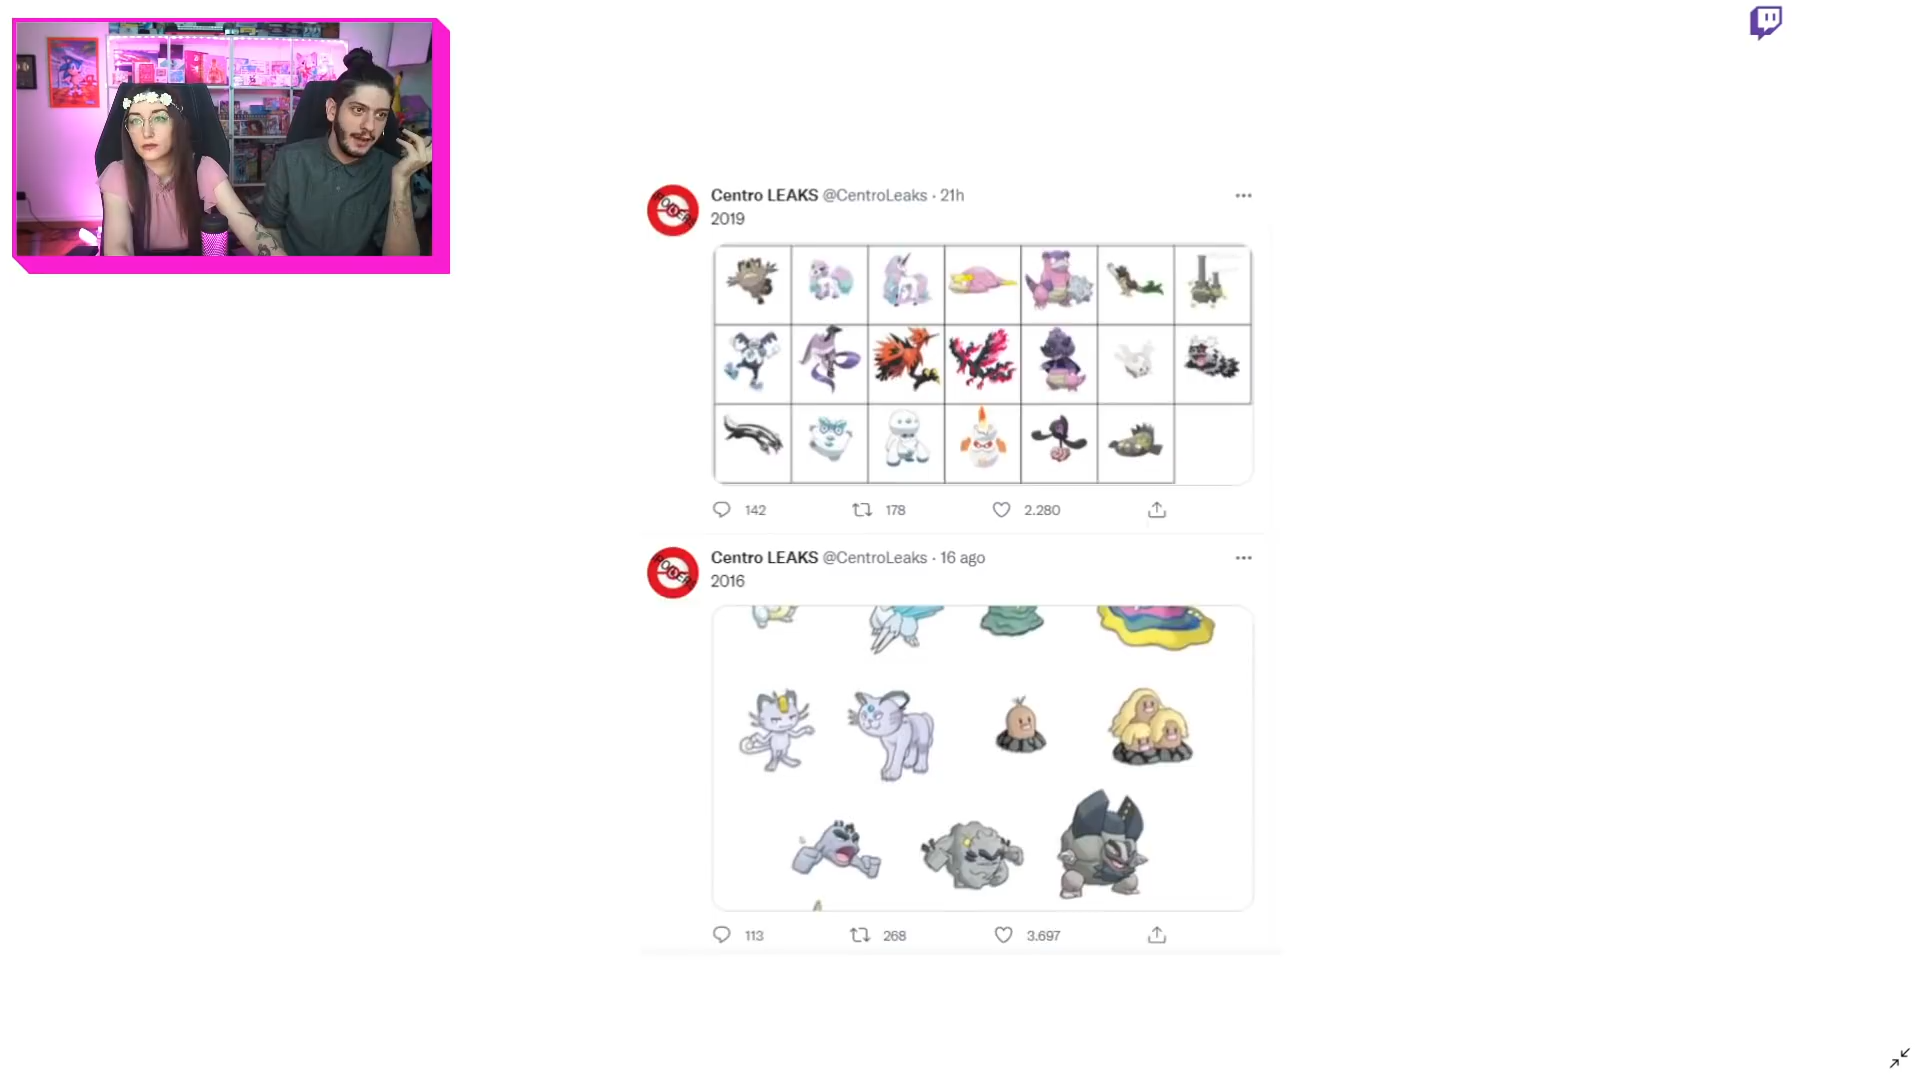 Centro LEAKS @CentroLeaks · 21h
2019
142 178 2.280
Centro LEAKS @CentroLeaks · 16 ago
2016
113 268 3.697